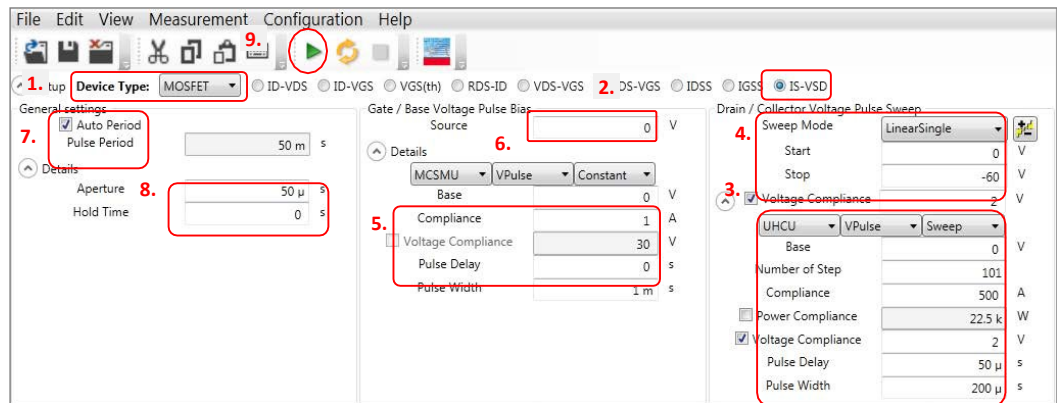 File Edit View Measurement Configuration Help
9.
1. tup Device Type: MOSFET ID-VDS ID-VGS VGS(th) RDS-ID VDS-VGS 2. DS-VGS IDSS IGSS IS-VSD
General settings
7. Auto Period
Pulse Period 50 m s
Details
Aperture 8. 50 µ s
Hold Time 0 s
Gate / Base Voltage Pulse Bias
Source 0 V
6.
Details
MCSMU VPulse Constant
Base 0 V
5. Compliance 1 A
Voltage Compliance 30 V
Pulse Delay 0 s
Pulse Width 1 m s
Drain / Collector Voltage Pulse Sweep
4. Sweep Mode LinearSingle
Start 0 V
Stop -60 V
3. Voltage Compliance 2 V
UHCU VPulse Sweep
Base 0 V
Number of Step 101
Compliance 500 A
Power Compliance 22.5 k W
Voltage Compliance 2 V
Pulse Delay 50 µ s
Pulse Width 200 µ s